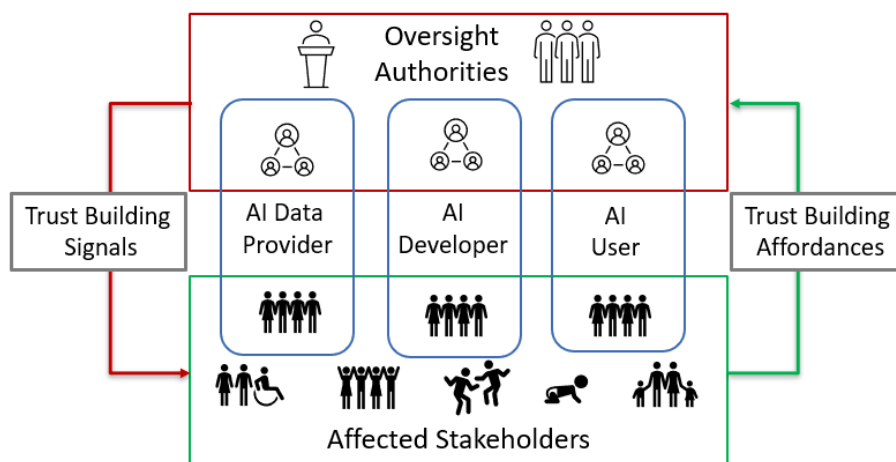 Oversight
Authorities
Trust Building
Signals
AI Data
Provider
AI
Developer
AI
User
Trust Building
Affordances
Affected Stakeholders